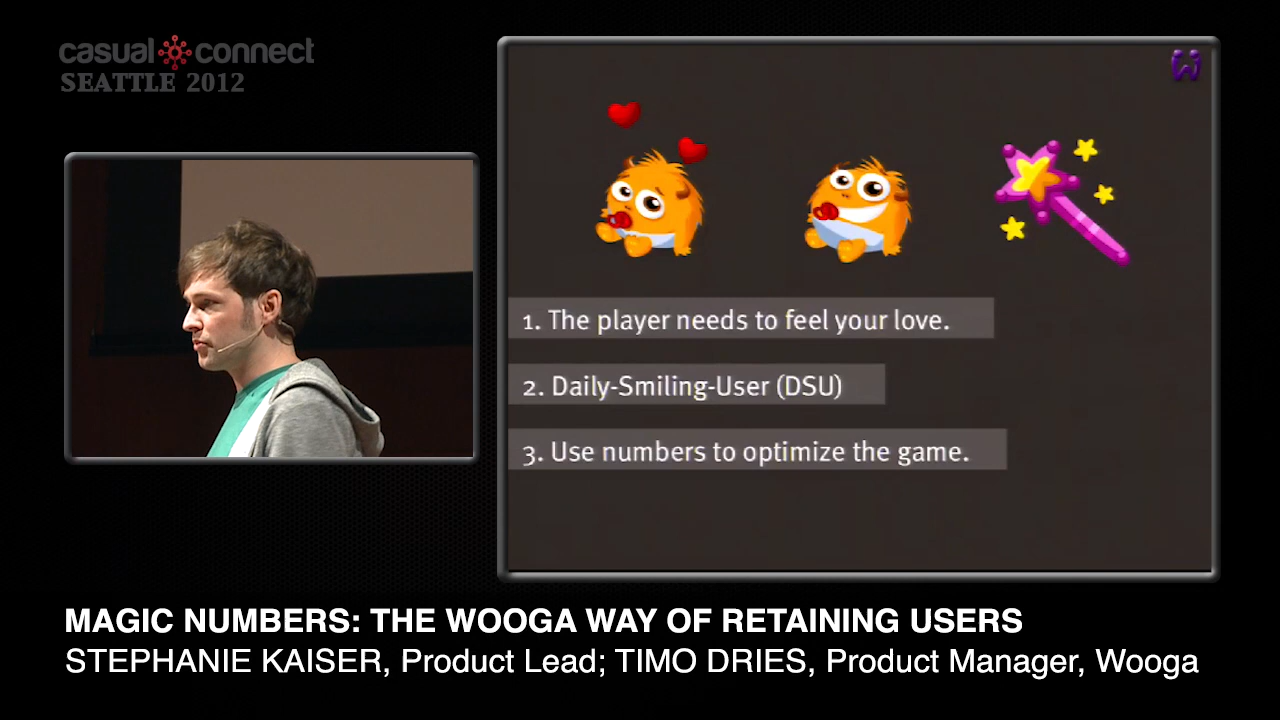 casual connect
SEATTLE 2012
1. The player needs to feel your love.
2. Daily-Smiling-User (DSU)
3. Use numbers to optimize the game.
MAGIC NUMBERS: THE WOOGA WAY OF RETAINING USERS
STEPHANIE KAISER, Product Lead; TIMO DRIES, Product Manager, Wooga